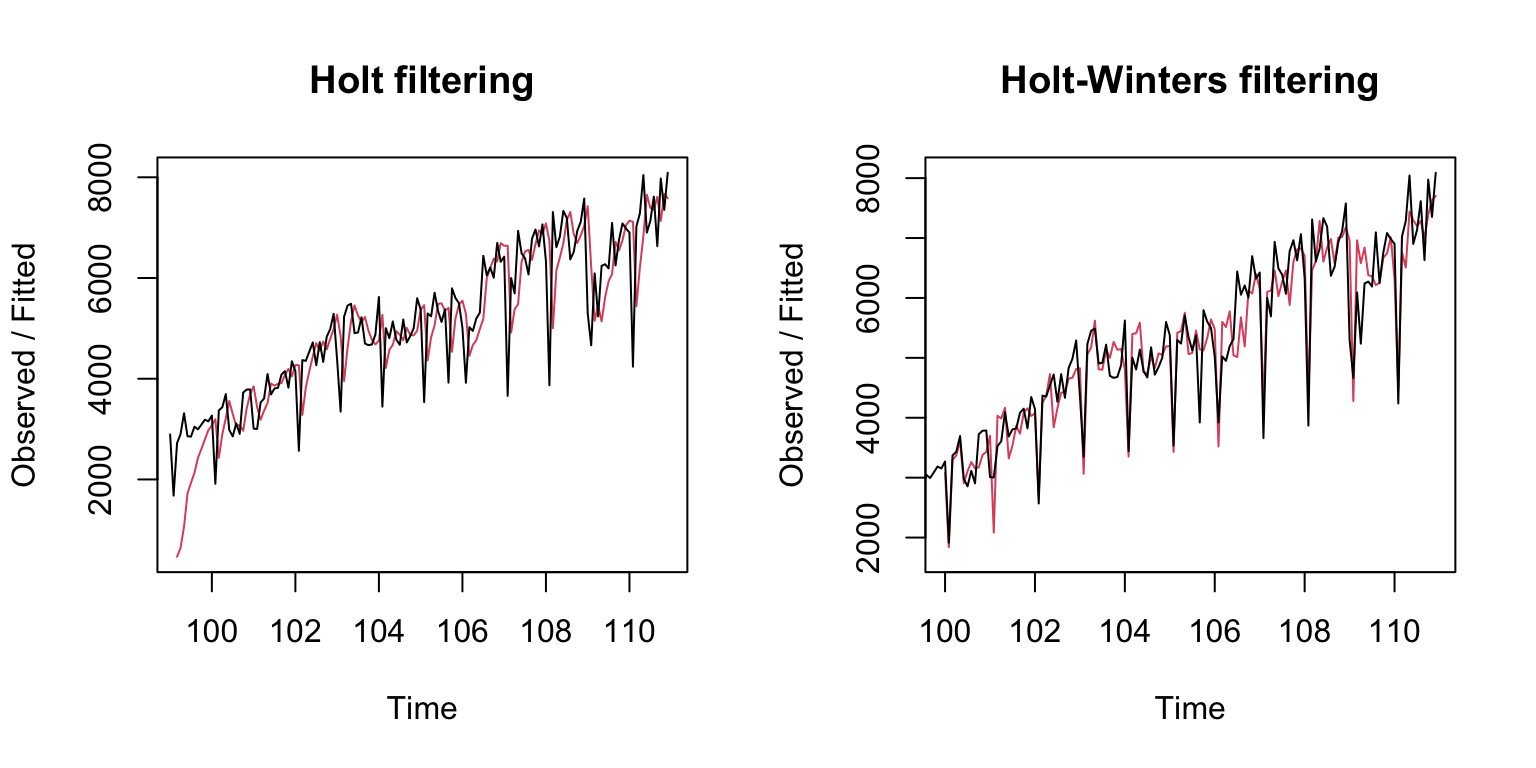 Holt filtering
Observed / Fitted
8000
6000
4000
2000
100 102 104 106 108 110
Time
Holt-Winters filtering
Observed / Fitted
8000
6000
4000
2000
100 102 104 106 108 110
Time